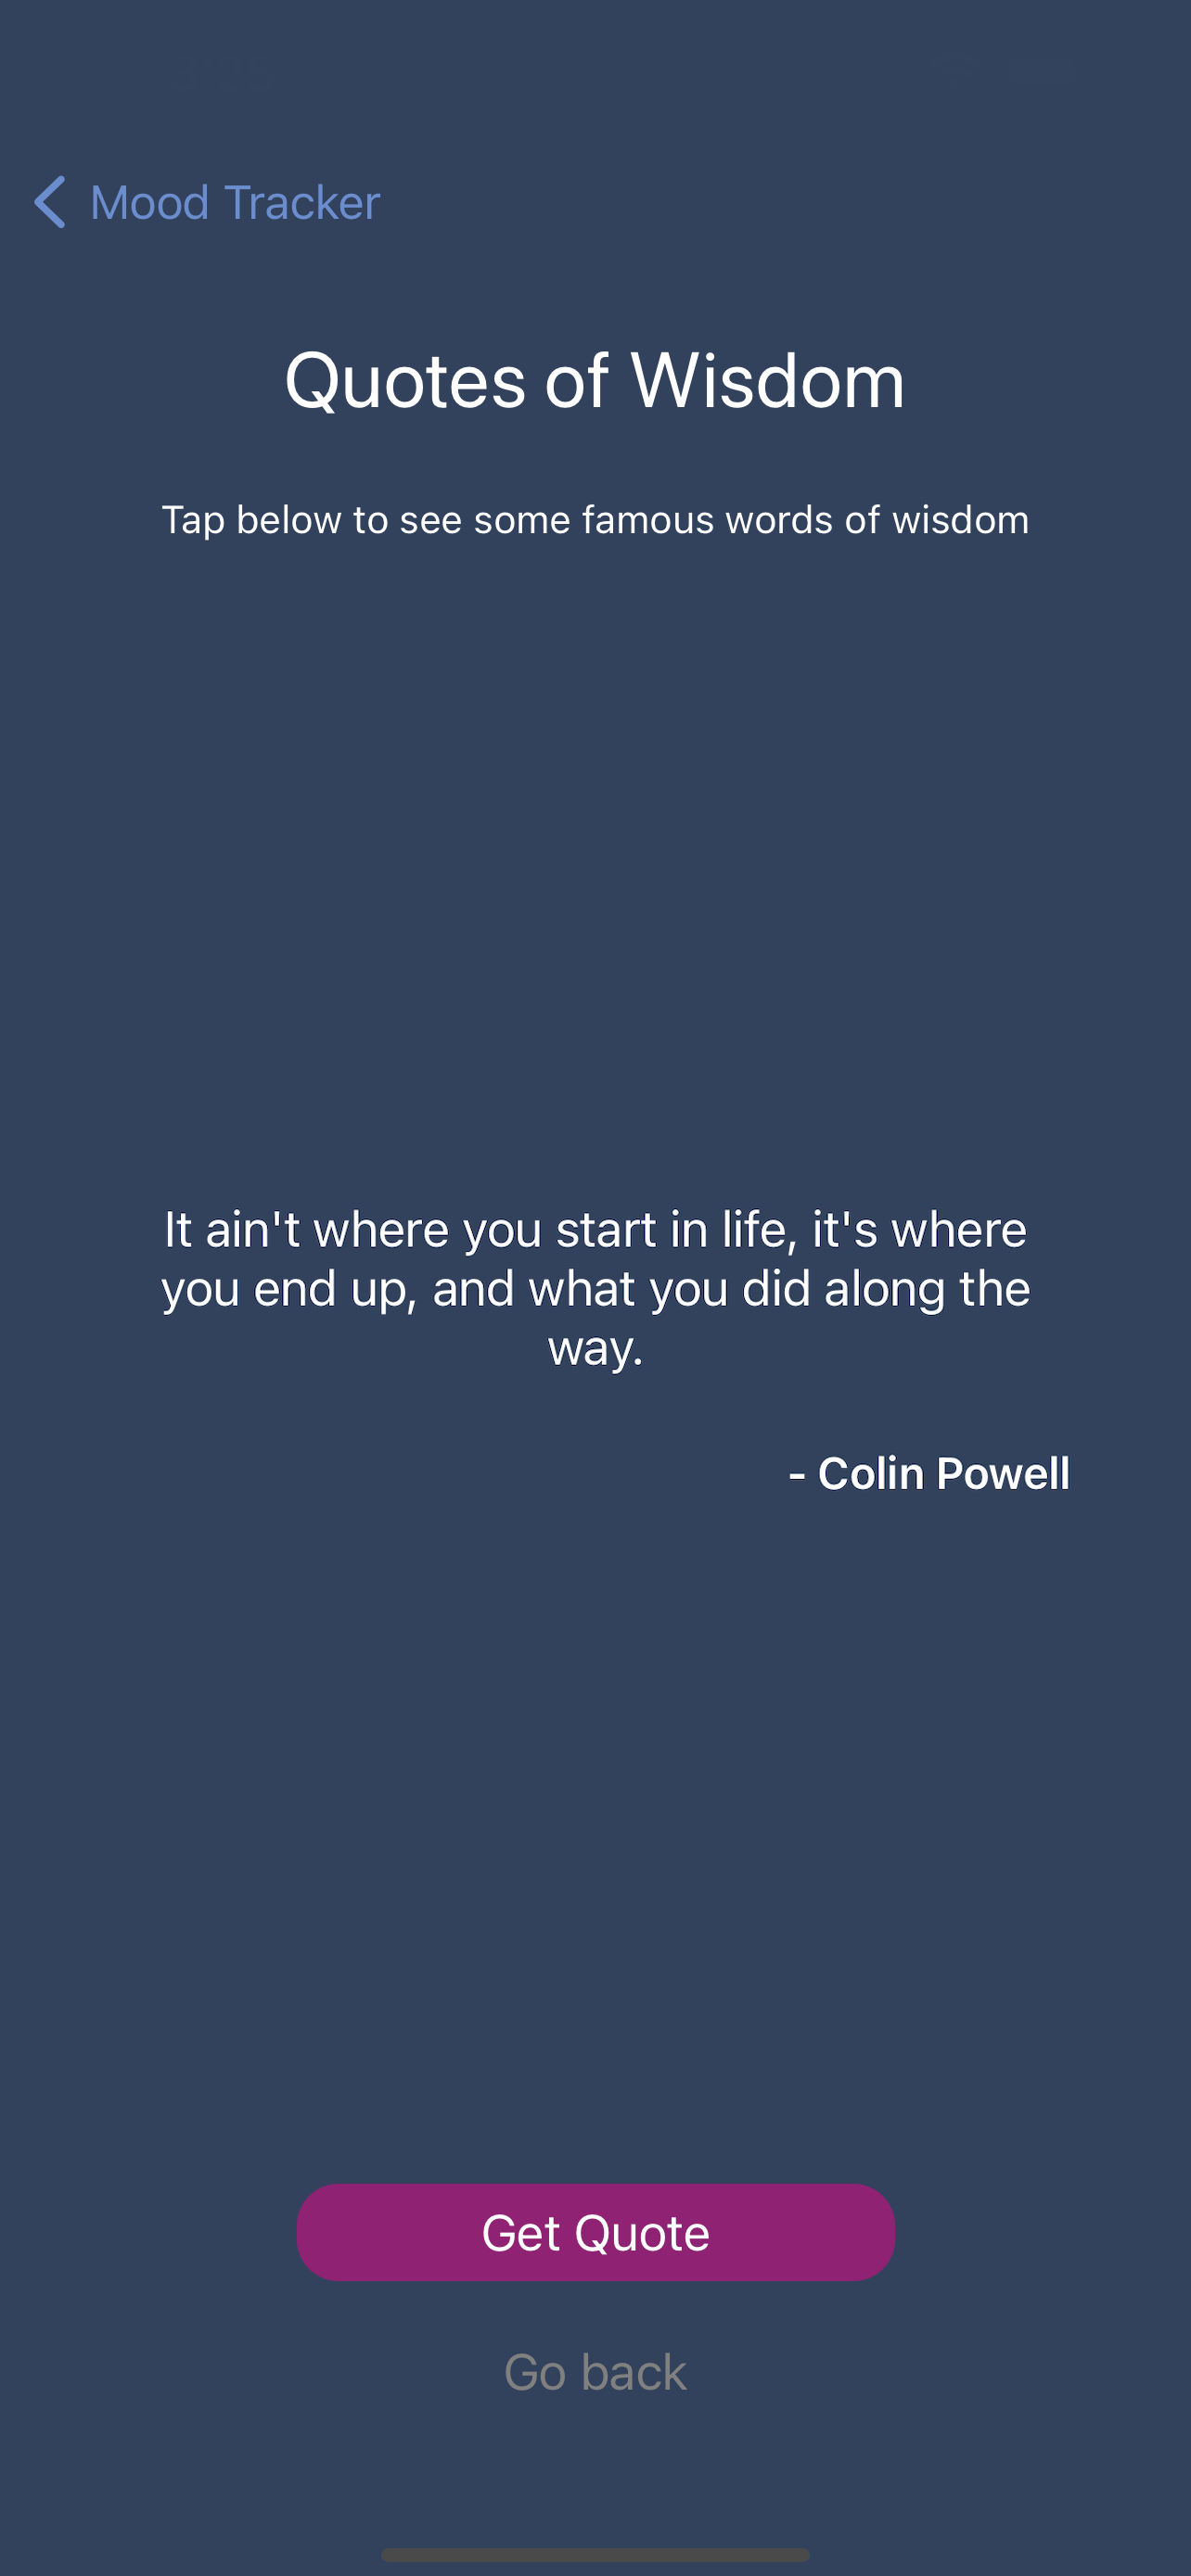 Mood Tracker
Quotes of Wisdom
Tap below to see some famous words of wisdom
It ain't where you start in life, it's where
you end up, and what you did along the
way.
- Colin Powell
Get Quote
Go back